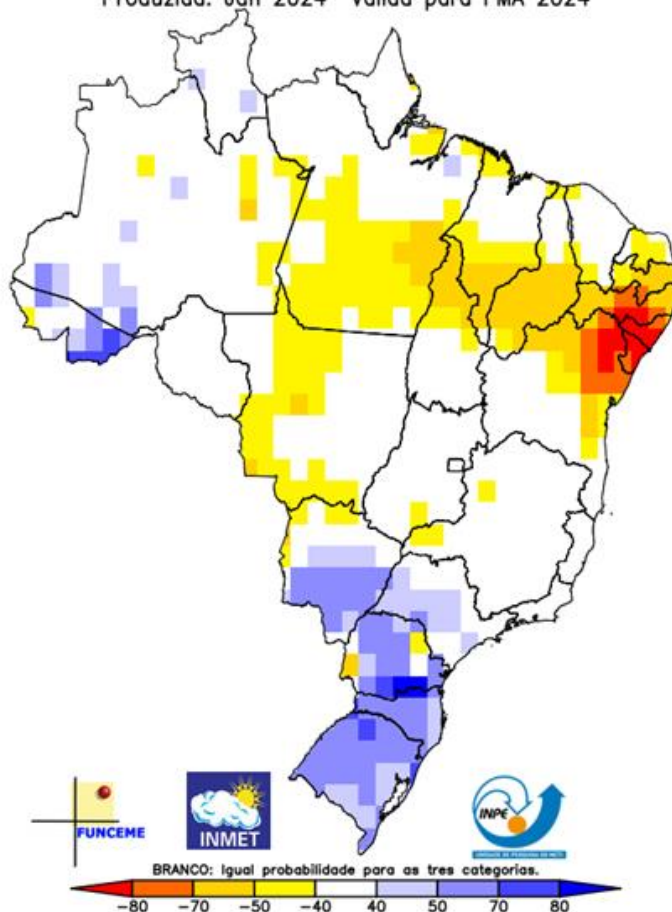 Produzida: Jan 2024 Válida para FMA 2024
FUNCEME
INMET
INPE
BRANCO: Igual probabilidade para as tres categorias.
-80 -70 -50 -40 40 50 70 80